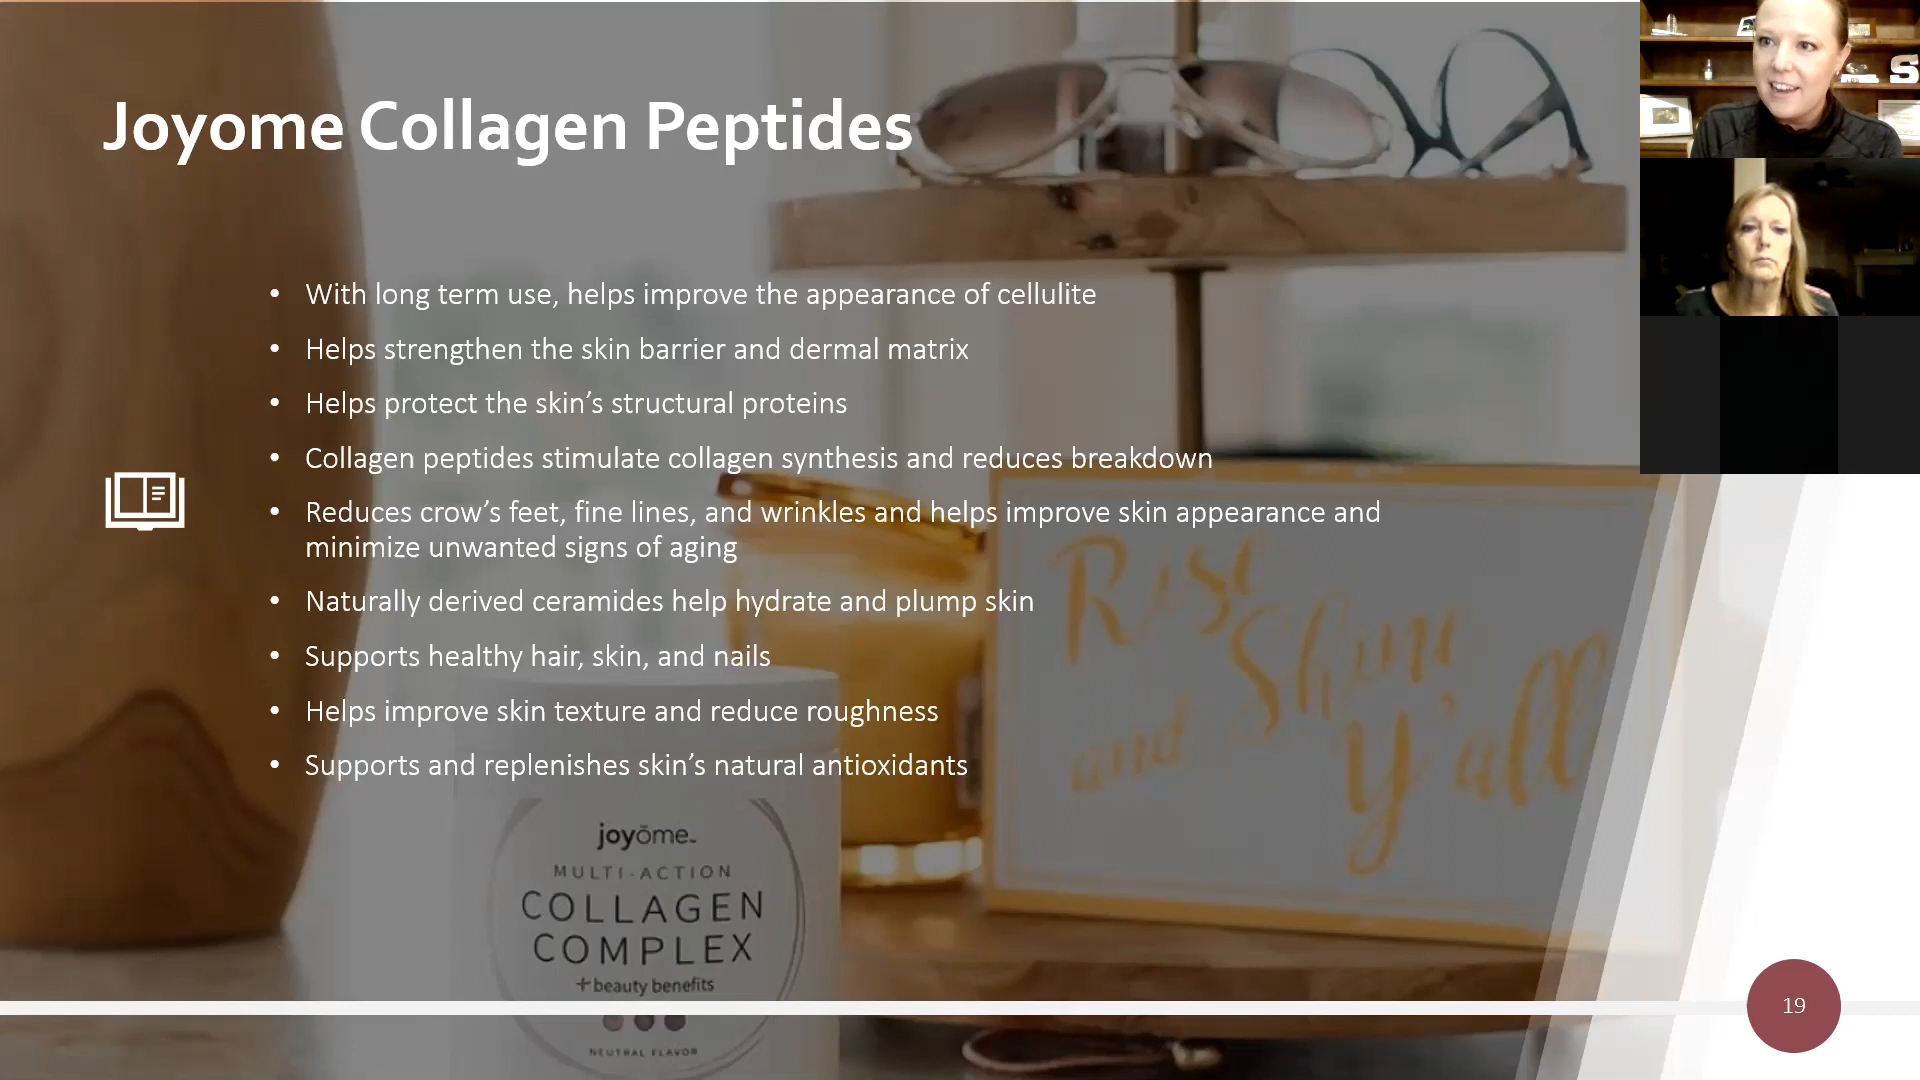 Joyome Collagen Peptides
• With long term use, helps improve the appearance of cellulite
• Helps strengthen the skin barrier and dermal matrix
• Helps protect the skin’s structural proteins
• Collagen peptides stimulate collagen synthesis and reduces breakdown
• Reduces crow’s feet, fine lines, and wrinkles and helps improve skin appearance and
minimize unwanted signs of aging
• Naturally derived ceramides help hydrate and plump skin
• Supports healthy hair, skin, and nails
• Helps improve skin texture and reduce roughness
• Supports and replenishes skin’s natural antioxidants
Rise
and Shine
Y'all
joyōme™
MULTI-ACTION
COLLAGEN
COMPLEX
+beauty benefits
NEUTRAL FLAVOR
19
S